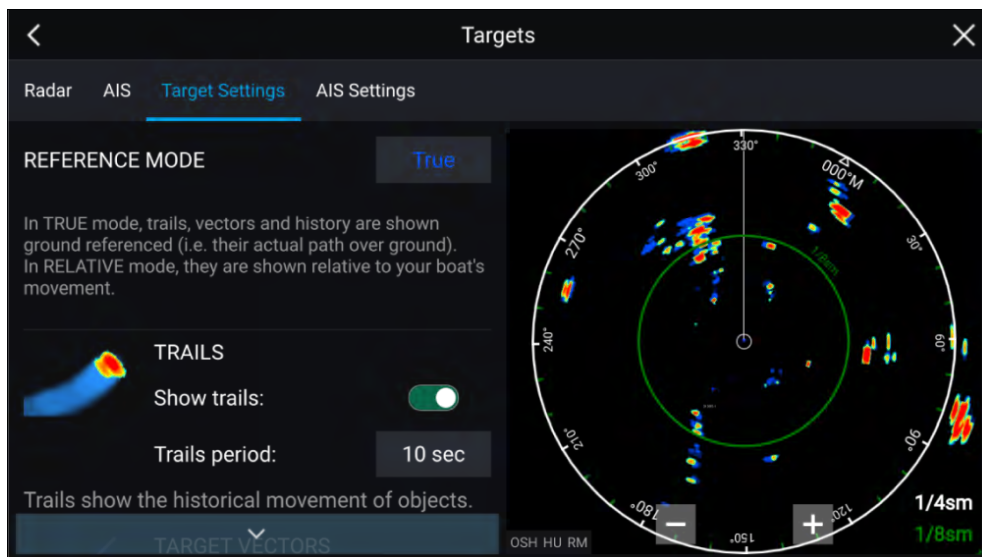 Targets
Radar AIS Target Settings AIS Settings
REFERENCE MODE True
In TRUE mode, trails, vectors and history are shown
ground referenced (i.e. their actual path over ground).
In RELATIVE mode, they are shown relative to your boat's
movement.
TRAILS
Show trails:
Trails period: 10 sec
Trails show the historical movement of objects.
TARGET VECTORS
330°
300°
000°M
270°
30°
1/8sm
240°
60°
210°
90°
180°
120°
150°
1/4sm
1/8sm
OSH HU RM